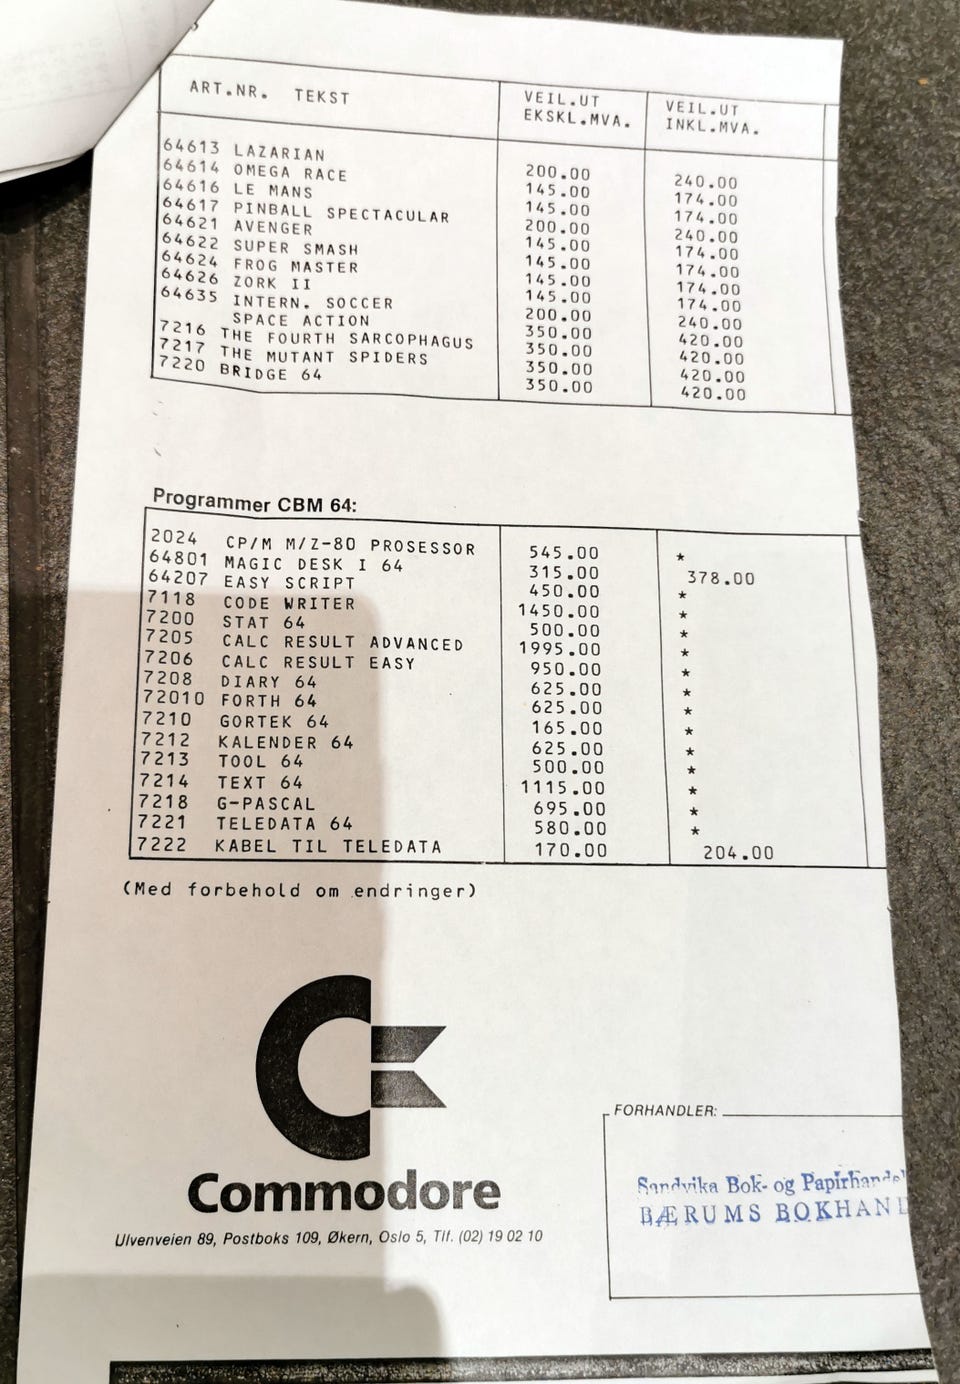 ART.NR. TEKST VEIL.UT EKSKL.MVA. VEIL.UT INKL.MVA.
64613 LAZARIAN 200.00 240.00
64614 OMEGA RACE 145.00 174.00
64616 LE MANS 145.00 174.00
64617 PINBALL SPECTACULAR 200.00 240.00
64621 AVENGER 145.00 174.00
64622 SUPER SMASH 145.00 174.00
64624 FROG MASTER 145.00 174.00
64626 ZORK II 145.00 174.00
64635 INTERN. SOCCER 200.00 240.00
SPACE ACTION 350.00 420.00
7216 THE FOURTH SARCOPHAGUS 350.00 420.00
7217 THE MUTANT SPIDERS 350.00 420.00
7220 BRIDGE 64 350.00 420.00
Programmer CBM 64:
2024 CP/M M/Z-80 PROSESSOR 545.00 *
64801 MAGIC DESK I 64 315.00 378.00
64207 EASY SCRIPT 450.00 *
7118 CODE WRITER 1450.00 *
7200 STAT 64 500.00 *
7205 CALC RESULT ADVANCED 1995.00 *
7206 CALC RESULT EASY 950.00 *
7208 DIARY 64 625.00 *
72010 FORTH 64 625.00 *
7210 GORTEK 64 165.00 *
7212 KALENDER 64 625.00 *
7213 TOOL 64 500.00 *
7214 TEXT 64 1115.00 *
7218 G-PASCAL 695.00 *
7221 TELEDATA 64 580.00 *
7222 KABEL TIL TELEDATA 170.00 204.00
(Med forbehold om endringer)
Commodore
Ulvenveien 89, Postboks 109, Økern, Oslo 5, Tlf. (02) 19 02 10
FORHANDLER:
Sandvika Bok- og Papirhandel
BÆRUMS BOKHAN